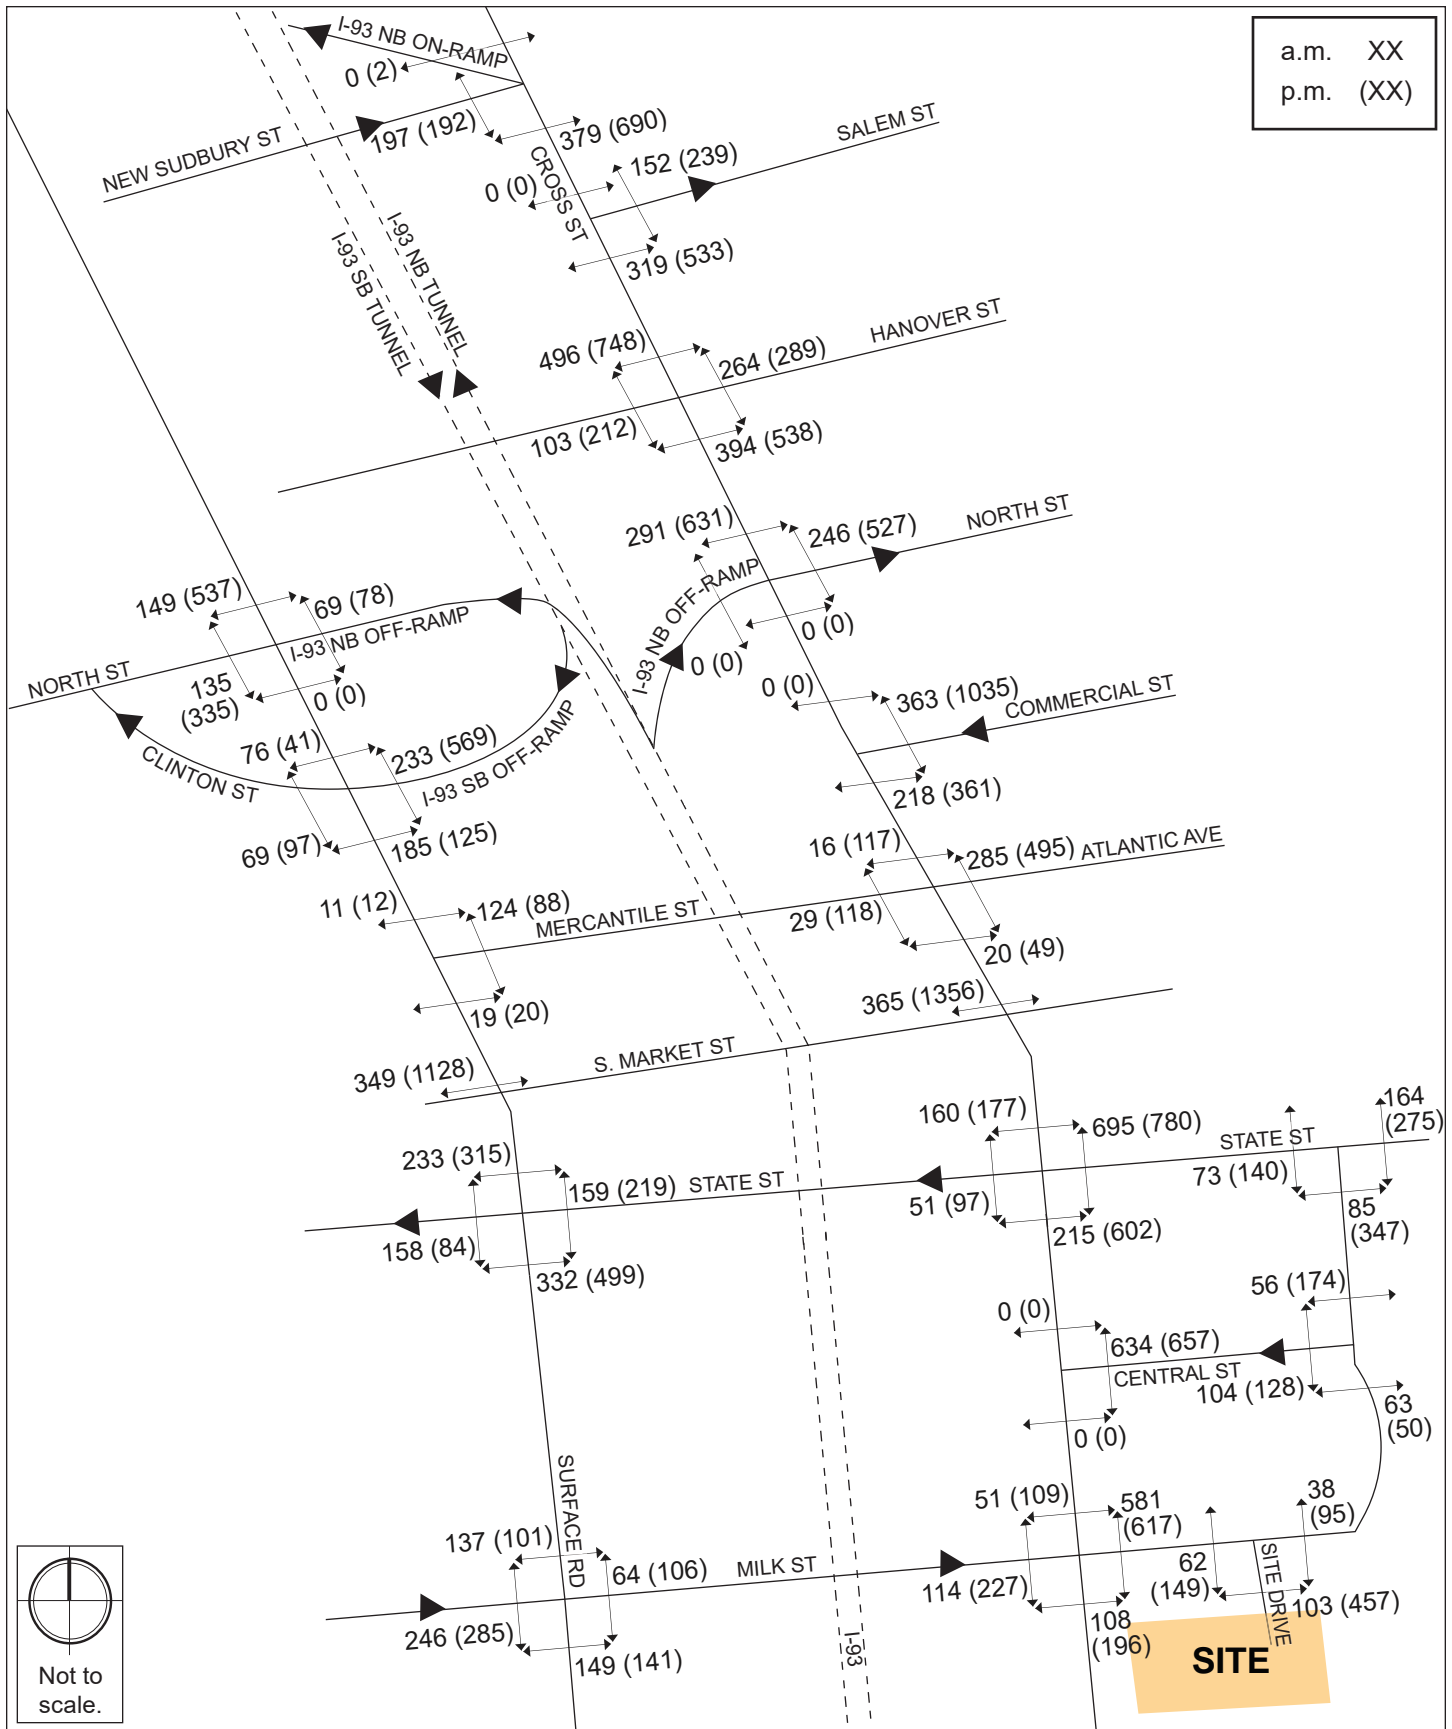 I-93 NB ON-RAMP
a.m. XX
p.m. (XX)
0 (2)
197 (192)
379 (690)
NEW SUDBURY ST
SALEM ST
CROSS ST
152 (239)
0 (0)
319 (533)
I-93 NB TUNNEL
I-93 SB TUNNEL
HANOVER ST
496 (748)
264 (289)
103 (212)
394 (538)
NORTH ST
291 (631)
246 (527)
I-93 NB OFF-RAMP
0 (0)
0 (0)
149 (537)
69 (78)
I-93 NB OFF-RAMP
NORTH ST
135
(335)
0 (0)
0 (0)
363 (1035)
COMMERCIAL ST
218 (361)
76 (41)
233 (569)
CLINTON ST
I-93 SB OFF-RAMP
69 (97)
185 (125)
16 (117)
285 (495)
ATLANTIC AVE
29 (118)
20 (49)
11 (12)
124 (88)
MERCANTILE ST
19 (20)
365 (1356)
S. MARKET ST
349 (1128)
160 (177)
695 (780)
STATE ST
164
(275)
73 (140)
85
(347)
51 (97)
215 (602)
233 (315)
159 (219)
STATE ST
158 (84)
332 (499)
56 (174)
0 (0)
634 (657)
CENTRAL ST
104 (128)
63
(50)
0 (0)
SURFACE RD
51 (109)
581
(617)
38
(95)
137 (101)
64 (106)
MILK ST
114 (227)
62
(149)
SITE DRIVE
103 (457)
108
(196)
246 (285)
149 (141)
I-93
SITE
Not to
scale.